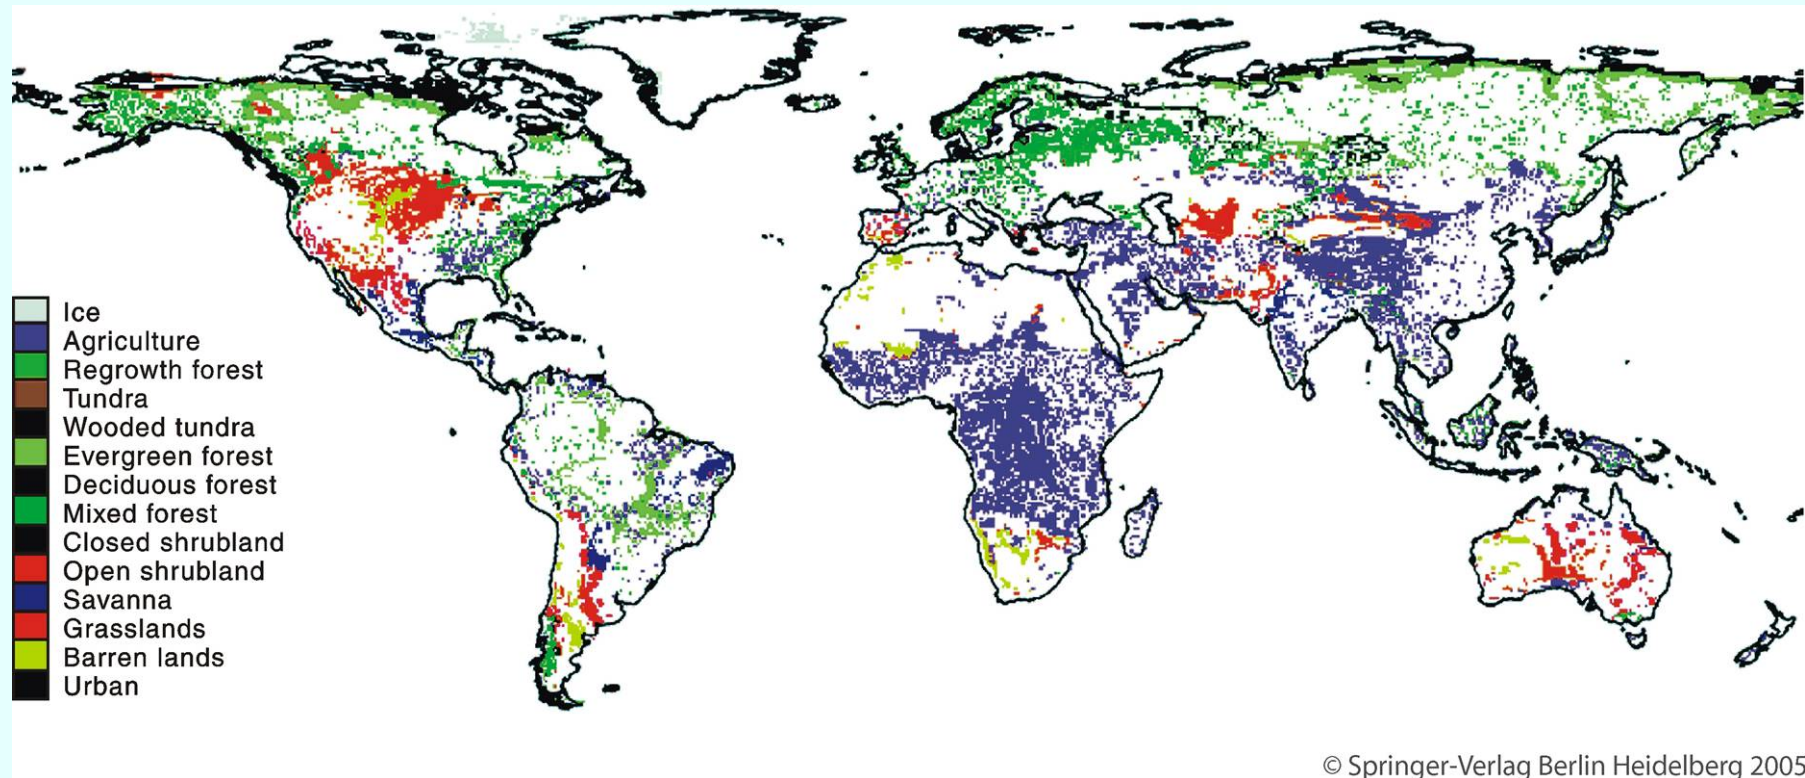 Ice
Agriculture
Regrowth forest
Tundra
Wooded tundra
Evergreen forest
Deciduous forest
Mixed forest
Closed shrubland
Open shrubland
Savanna
Grasslands
Barren lands
Urban
© Springer-Verlag Berlin Heidelberg 2005